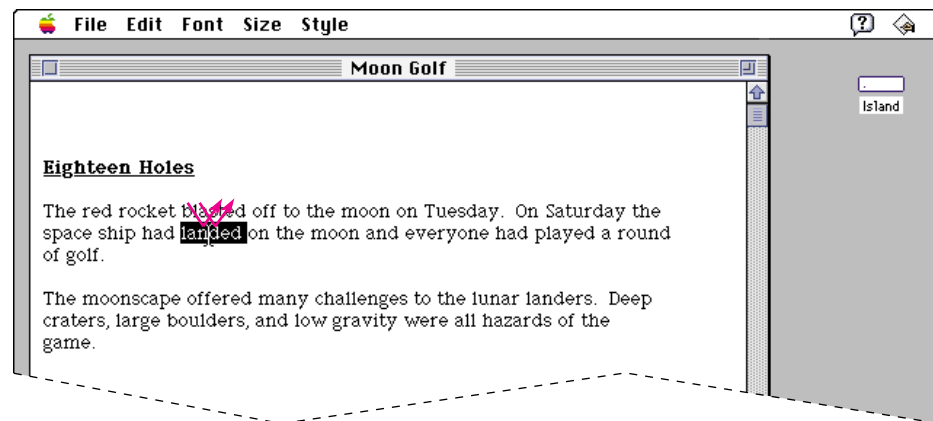 File Edit Font Size Style
Moon Golf
Island
Eighteen Holes
The red rocket blasted off to the moon on Tuesday. On Saturday the
space ship had landed on the moon and everyone had played a round
of golf.
The moonscape offered many challenges to the lunar landers. Deep
craters, large boulders, and low gravity were all hazards of the
game.